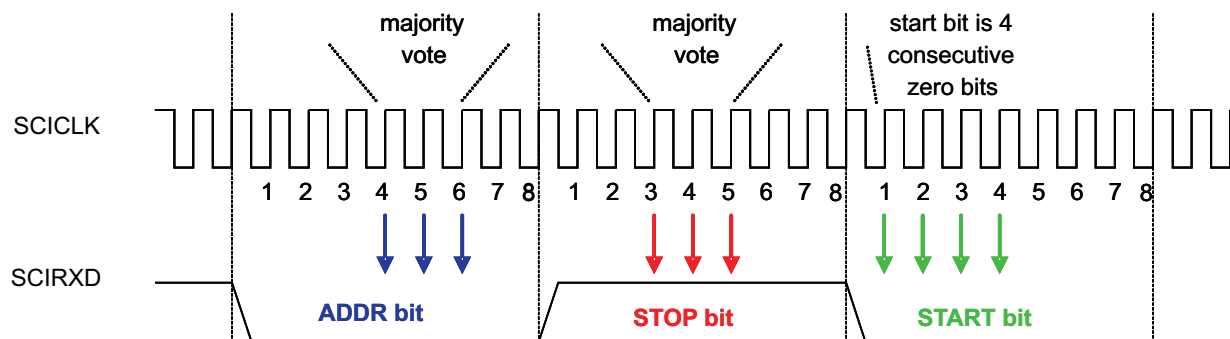 majority
vote
majority
vote
start bit is 4
consecutive
zero bits
SCICLK
1 2 3 4 5 6 7 8 1 2 3 4 5 6 7 8 1 2 3 4 5 6 7 8
SCIRXD
ADDR bit
STOP bit
START bit